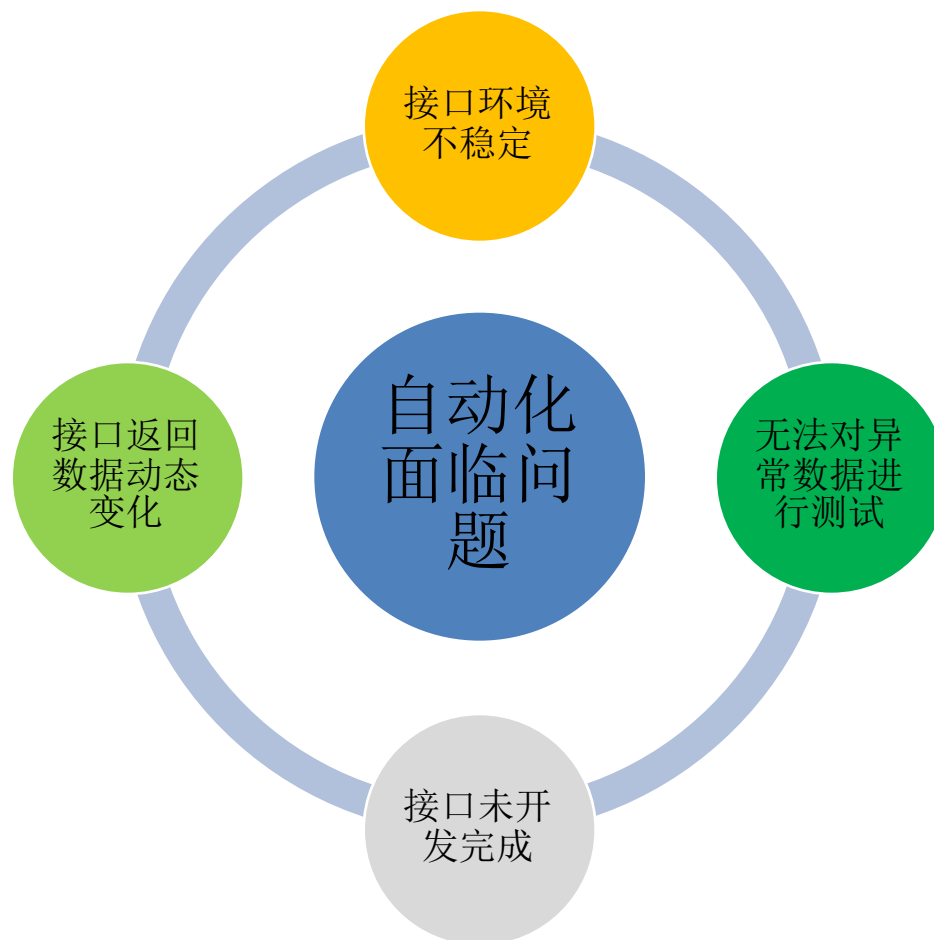 接口环境
不稳定
自动化
面临问
题
接口返回
数据动态
变化
无法对异
常数据进
行测试
接口未开
发完成